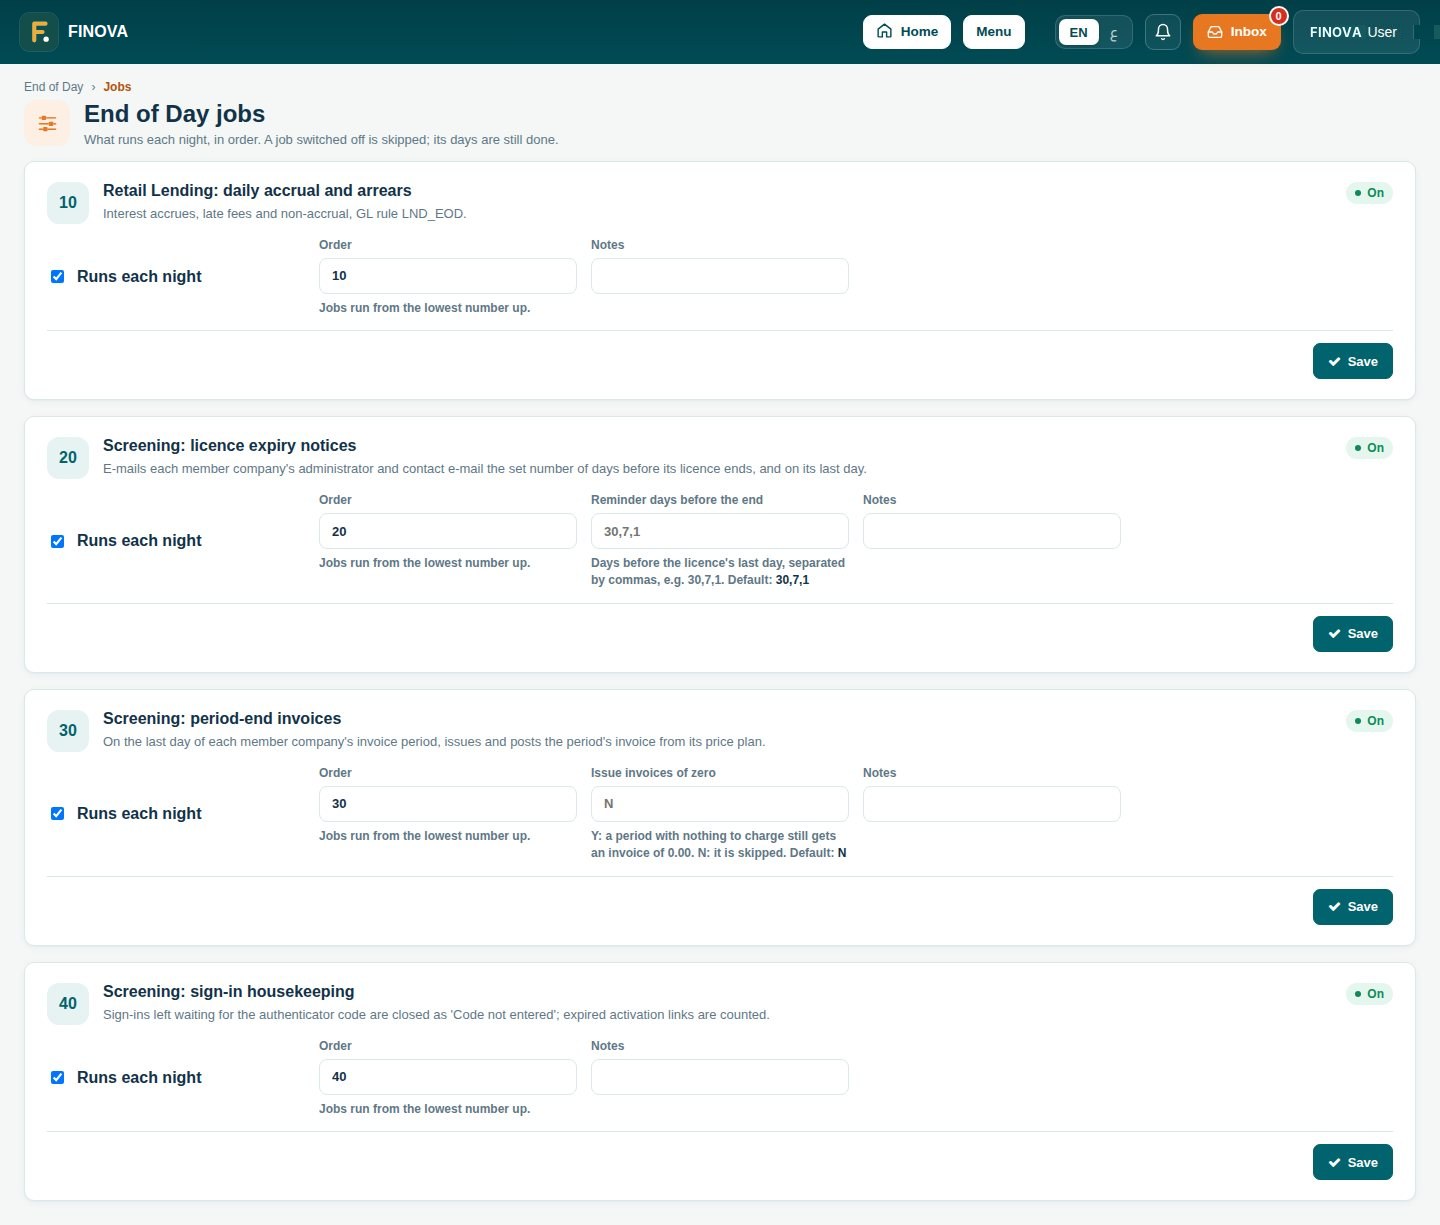 FINOVA
Home
Menu
EN
ع
Inbox
0
FINOVA User
End of Day › Jobs
End of Day jobs
What runs each night, in order. A job switched off is skipped; its days are still done.
10
Retail Lending: daily accrual and arrears
On
Interest accrues, late fees and non-accrual, GL rule LND_EOD.
Order
Notes
Runs each night
10
Jobs run from the lowest number up.
Save
20
Screening: licence expiry notices
On
E-mails each member company's administrator and contact e-mail the set number of days before its licence ends, and on its last day.
Order
Reminder days before the end
Notes
Runs each night
20
30,7,1
Jobs run from the lowest number up.
Days before the licence's last day, separated
by commas, e.g. 30,7,1. Default: 30,7,1
Save
30
Screening: period-end invoices
On
On the last day of each member company's invoice period, issues and posts the period's invoice from its price plan.
Order
Issue invoices of zero
Notes
Runs each night
30
N
Jobs run from the lowest number up.
Y: a period with nothing to charge still gets
an invoice of 0.00. N: it is skipped. Default: N
Save
40
Screening: sign-in housekeeping
On
Sign-ins left waiting for the authenticator code are closed as 'Code not entered'; expired activation links are counted.
Order
Notes
Runs each night
40
Jobs run from the lowest number up.
Save